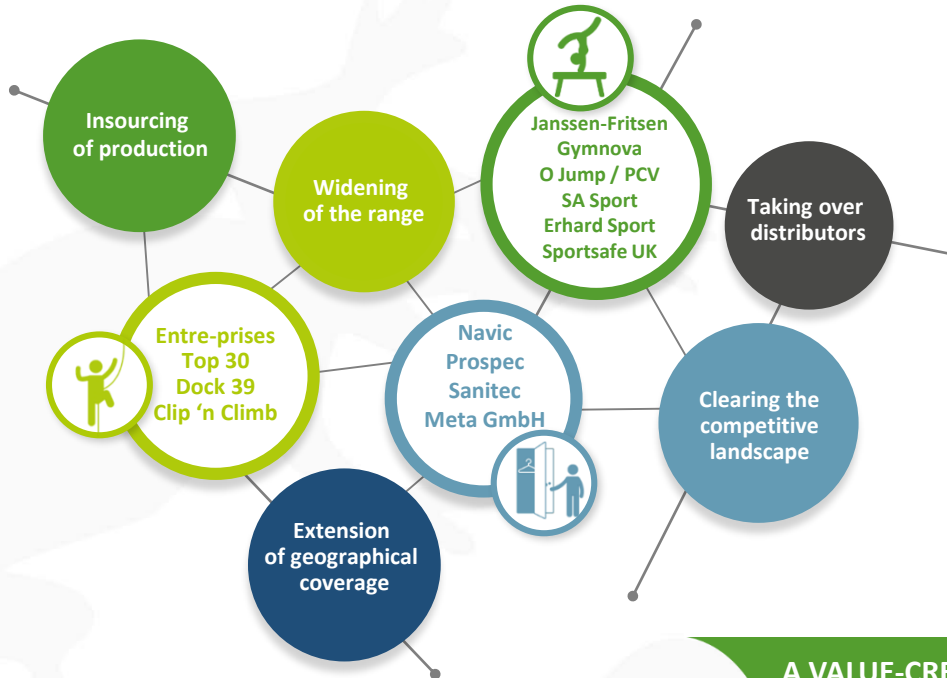 Insourcing
of production
Widening
of the range
Janssen-Fritsen
Gymnova
O Jump / PCV
SA Sport
Erhard Sport
Sportsafe UK
Taking over
distributors
Entre-prises
Top 30
Dock 39
Clip ‘n Climb
Navic
Prospec
Sanitec
Meta GmbH
Clearing the
competitive
landscape
Extension
of geographical
coverage
A VALUE-CRE